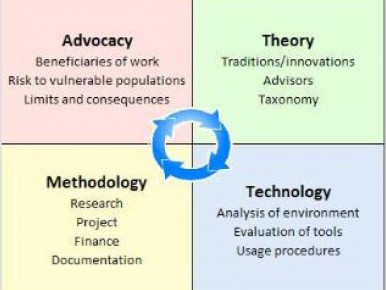 Advocacy
Beneficiaries of work
Risk to vulnerable populations
Limits and consequences
Theory
Traditions/innovations
Advisors
Taxonomy
Methodology
Research
Project
Finance
Documentation
Technology
Analysis of environment
Evaluation of tools
Usage procedures